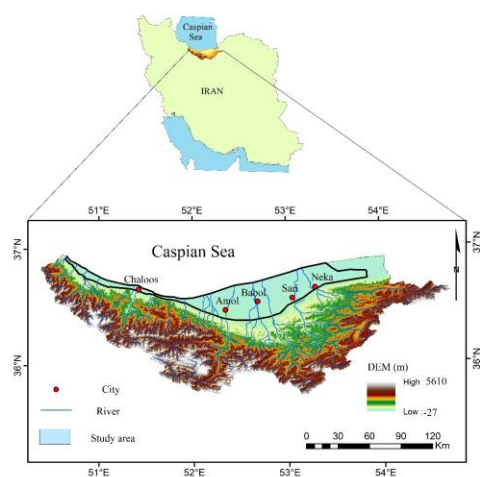 Caspian
Sea
IRAN
51°E 52°E 53°E 54°E
37°N
37°N
Caspian Sea
N
Chaloos
Neka
Sari
Babol
Amol
36°N
36°N
DEM (m)
High : 5610
Low : -27
City
River
Study area
0 15 30 60 90 120
Km
51°E 52°E 53°E 54°E